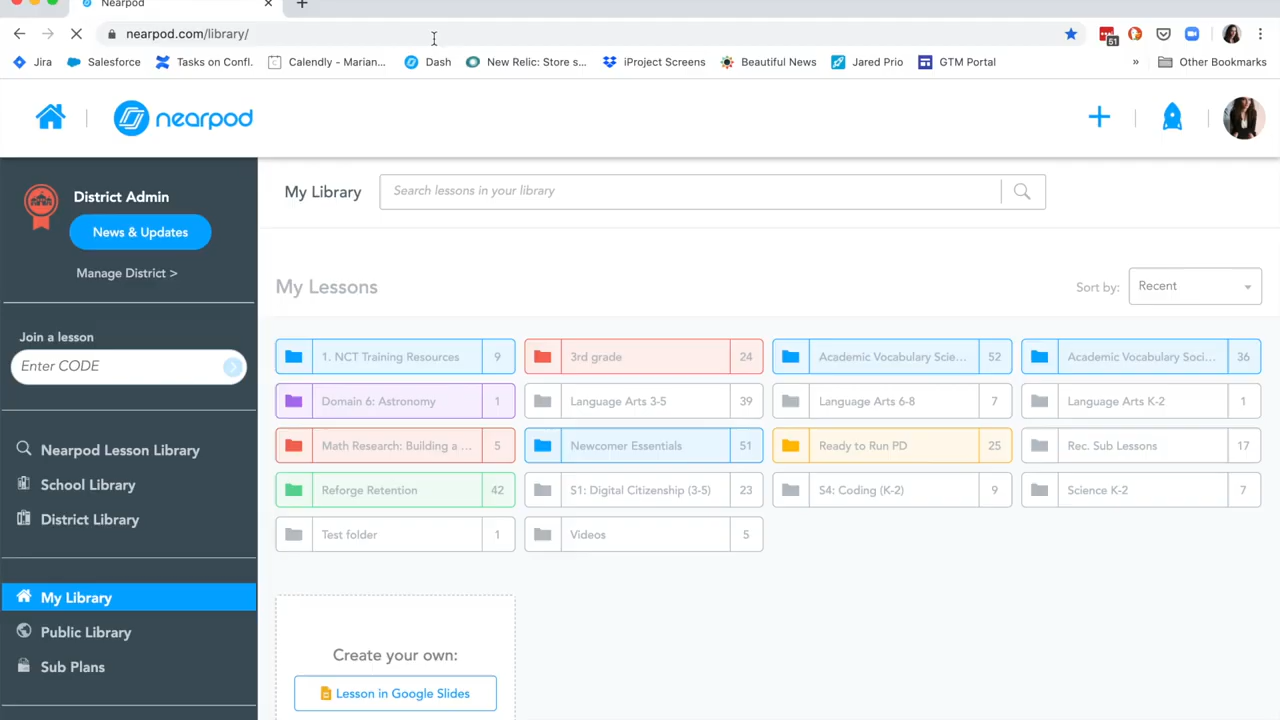 Nearpod
nearpod.com/library/
51
Jira
Salesforce
Tasks on Confl.
Calendly - Marian...
Dash
New Relic: Store s...
iProject Screens
Beautiful News
Jared Prio
GTM Portal
»
Other Bookmarks
nearpod
District Admin
News & Updates
Manage District >
Join a lesson
Enter CODE
Nearpod Lesson Library
School Library
District Library
My Library
Public Library
Sub Plans
My Library
Search lessons in your library
My Lessons
Sort by:
Recent
1. NCT Training Resources 9
3rd grade 24
Academic Vocabulary Scie... 52
Academic Vocabulary Soci... 36
Domain 6: Astronomy 1
Language Arts 3-5 39
Language Arts 6-8 7
Language Arts K-2 1
Math Research: Building a ... 5
Newcomer Essentials 51
Ready to Run PD 25
Rec. Sub Lessons 17
Reforge Retention 42
S1: Digital Citizenship (3-5) 23
S4: Coding (K-2) 9
Science K-2 7
Test folder 1
Videos 5
Create your own:
Lesson in Google Slides